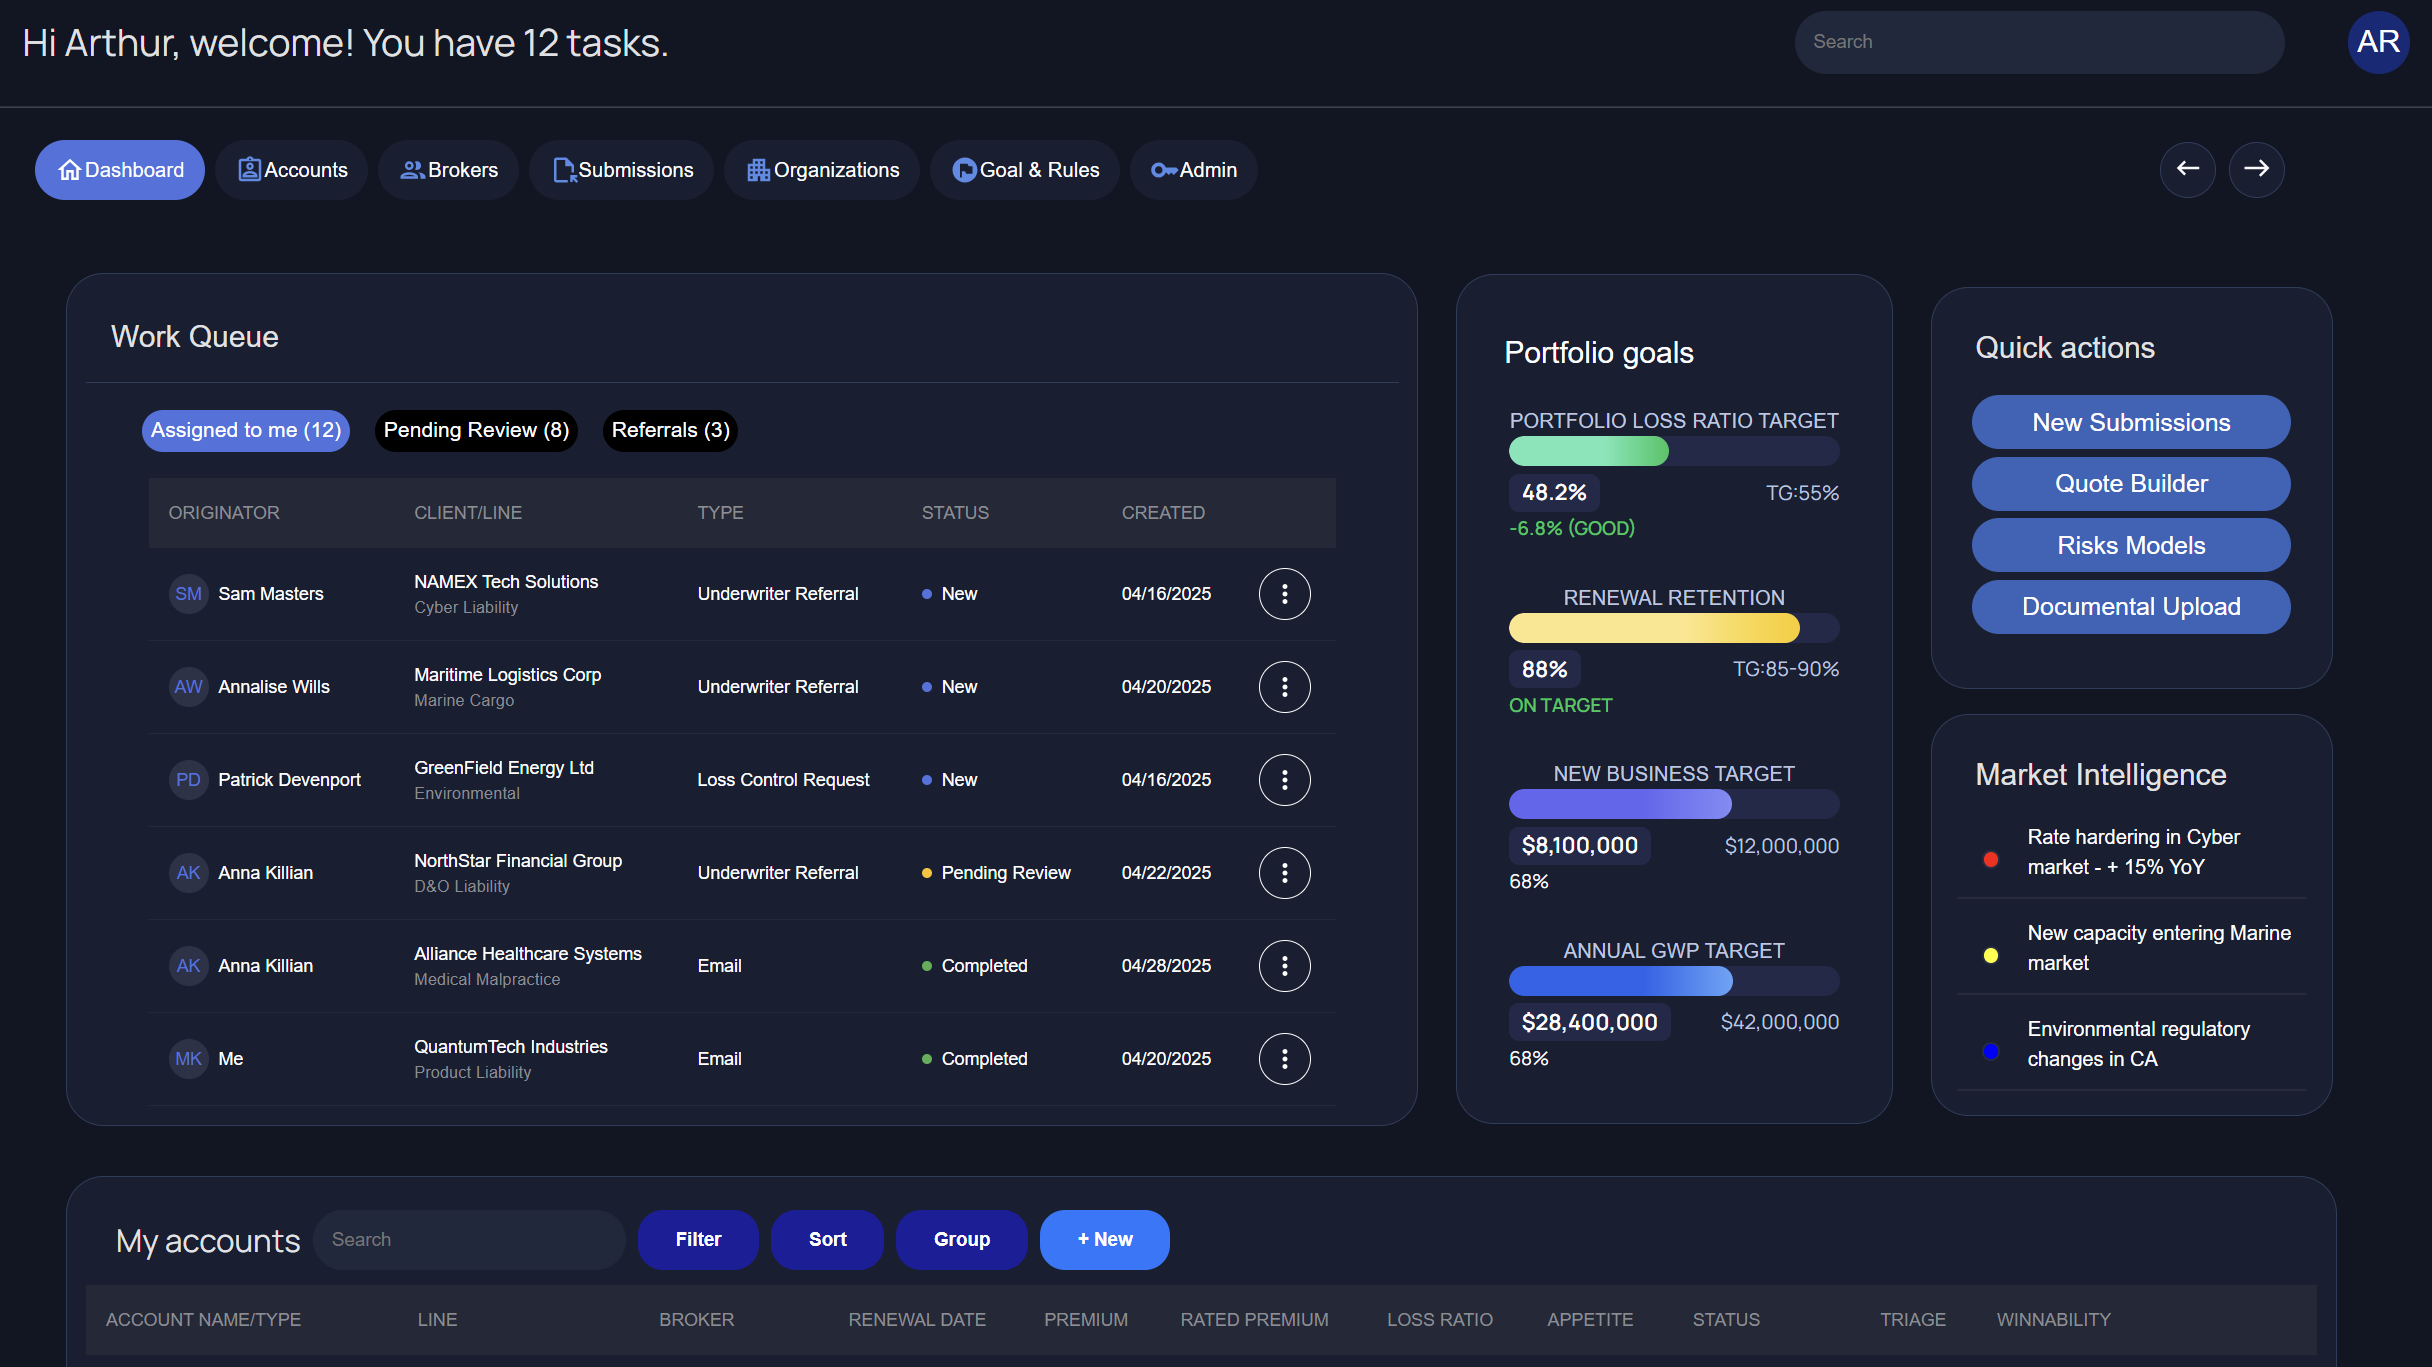 Hi Arthur, welcome! You have 12 tasks.
Search
AR
Dashboard
Accounts
Brokers
Submissions
Organizations
Goal & Rules
Admin
Work Queue
Assigned to me (12)
Pending Review (8)
Referrals (3)
ORIGINATOR CLIENT/LINE TYPE STATUS CREATED
SM Sam Masters NAMEX Tech Solutions Underwriter Referral New 04/16/2025
Cyber Liability
AW Annalise Wills Maritime Logistics Corp Underwriter Referral New 04/20/2025
Marine Cargo
PD Patrick Devenport GreenField Energy Ltd Loss Control Request New 04/16/2025
Environmental
AK Anna Killian NorthStar Financial Group Underwriter Referral Pending Review 04/22/2025
D&O Liability
AK Anna Killian Alliance Healthcare Systems Email Completed 04/28/2025
Medical Malpractice
MK Me QuantumTech Industries Email Completed 04/20/2025
Product Liability
Portfolio goals
PORTFOLIO LOSS RATIO TARGET
48.2% TG:55%
-6.8% (GOOD)
RENEWAL RETENTION
88% TG:85-90%
ON TARGET
NEW BUSINESS TARGET
$8,100,000 $12,000,000
68%
ANNUAL GWP TARGET
$28,400,000 $42,000,000
68%
Quick actions
New Submissions
Quote Builder
Risks Models
Documental Upload
Market Intelligence
Rate hardering in Cyber
market - + 15% YoY
New capacity entering Marine
market
Environmental regulatory
changes in CA
My accounts
Search
Filter
Sort
Group
+ New
ACCOUNT NAME/TYPE LINE BROKER RENEWAL DATE PREMIUM RATED PREMIUM LOSS RATIO APPETITE STATUS TRIAGE WINNABILITY